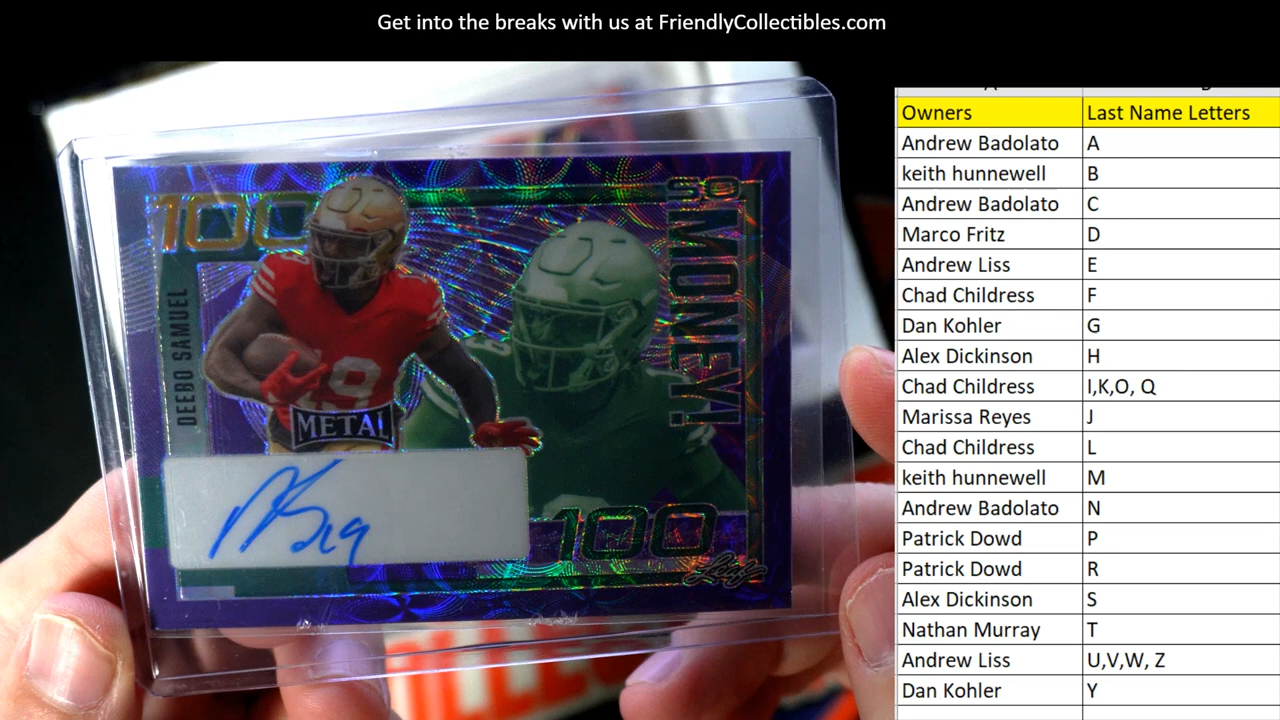 Get into the breaks with us at FriendlyCollectibles.com
100
SO MONEY!
DEEBO SAMUEL
19
METAL
19
100
Leaf
Owners Last Name Letters
Andrew Badolato A
keith hunnewell B
Andrew Badolato C
Marco Fritz D
Andrew Liss E
Chad Childress F
Dan Kohler G
Alex Dickinson H
Chad Childress I,K,O, Q
Marissa Reyes J
Chad Childress L
keith hunnewell M
Andrew Badolato N
Patrick Dowd P
Patrick Dowd R
Alex Dickinson S
Nathan Murray T
Andrew Liss U,V,W, Z
Dan Kohler Y